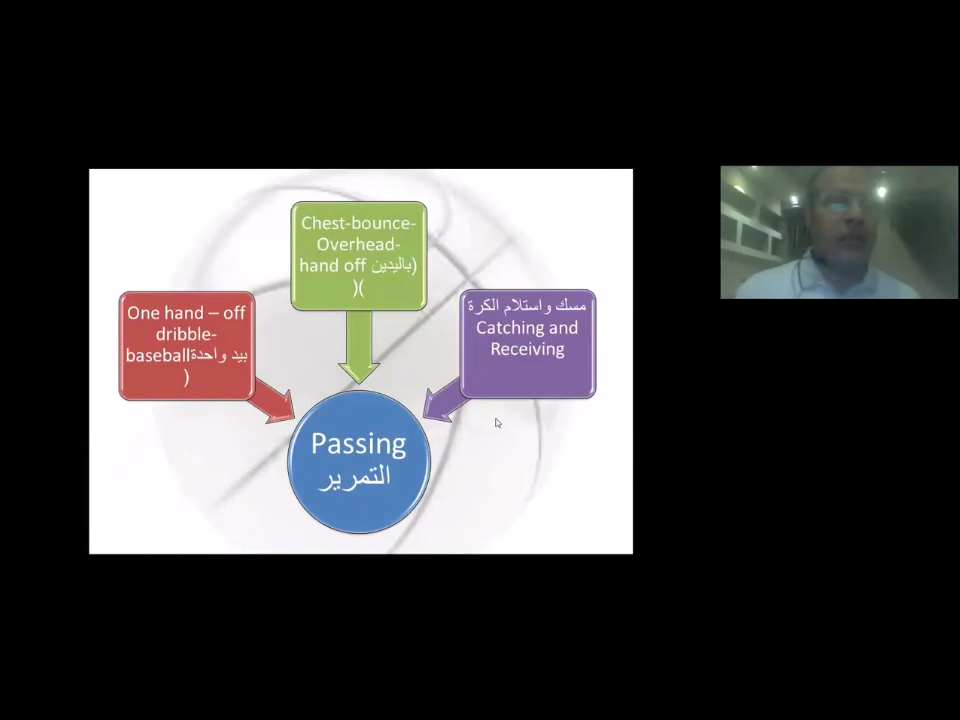 Chest-bounce-
Overhead-
hand off باليدين)
)(
One hand – off
dribble-
baseballبيد واحدة
)
مسك واستلام الكرة
Catching and
Receiving
Passing
التمرير